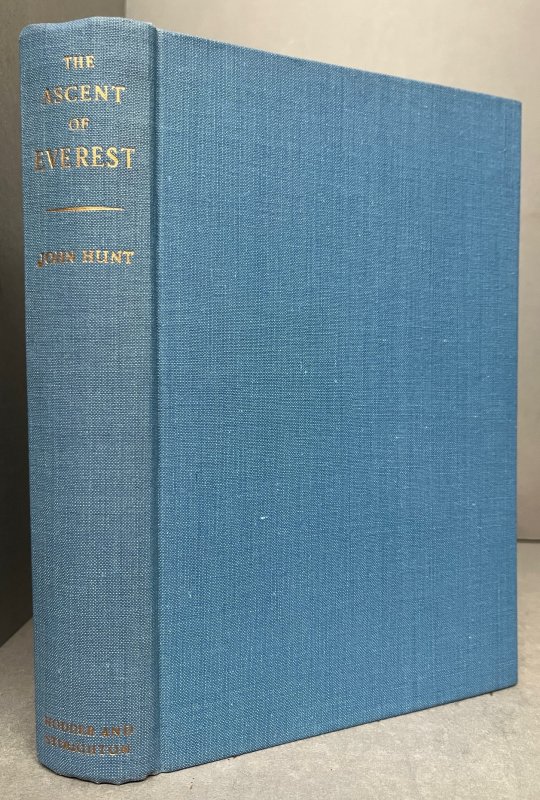 THE
ASCENT
OF
EVEREST
JOHN HUNT
HODDER AND
STOUGHTON